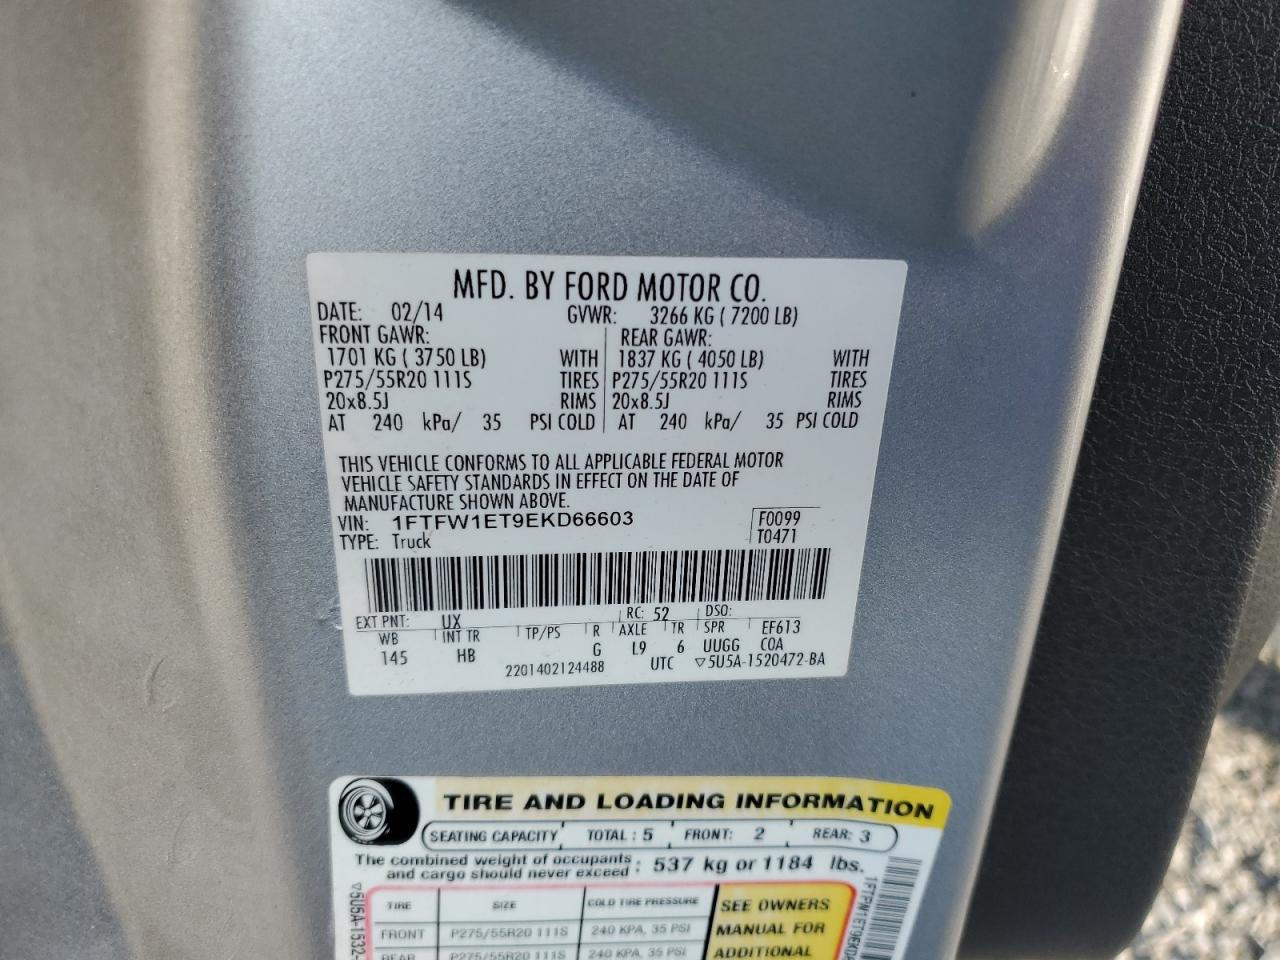 MFD. BY FORD MOTOR CO.
DATE: 02/14 GVWR: 3266 KG ( 7200 LB)
FRONT GAWR: REAR GAWR:
1701 KG ( 3750 LB) WITH 1837 KG ( 4050 LB) WITH
P275/55R20 111S TIRES P275/55R20 111S TIRES
20x8.5J RIMS 20x8.5J RIMS
AT 240 kPa/ 35 PSI COLD AT 240 kPa/ 35 PSI COLD
THIS VEHICLE CONFORMS TO ALL APPLICABLE FEDERAL MOTOR
VEHICLE SAFETY STANDARDS IN EFFECT ON THE DATE OF
MANUFACTURE SHOWN ABOVE.
VIN: 1FTFW1ET9EKD66603 F0099
TYPE: Truck T0471
EXT PNT: UX RC: 52 DSO:
WB INT TR TP/PS R AXLE TR SPR EF613
145 HB G L9 6 UUGG COA
2201402124488 UTC ▽5U5A-1520472-BA
TIRE AND LOADING INFORMATION
SEATING CAPACITY TOTAL : 5 FRONT: 2 REAR: 3
The combined weight of occupants
and cargo should never exceed : 537 kg or 1184 lbs.
TIRE SIZE COLD TIRE PRESSURE SEE OWNERS
FRONT P275/55R20 111S 240 KPA, 35 PSI MANUAL FOR
REAR P275/55R20 111S 240 KPA, 35 PSI ADDITIONAL
▽5U5A-1532-